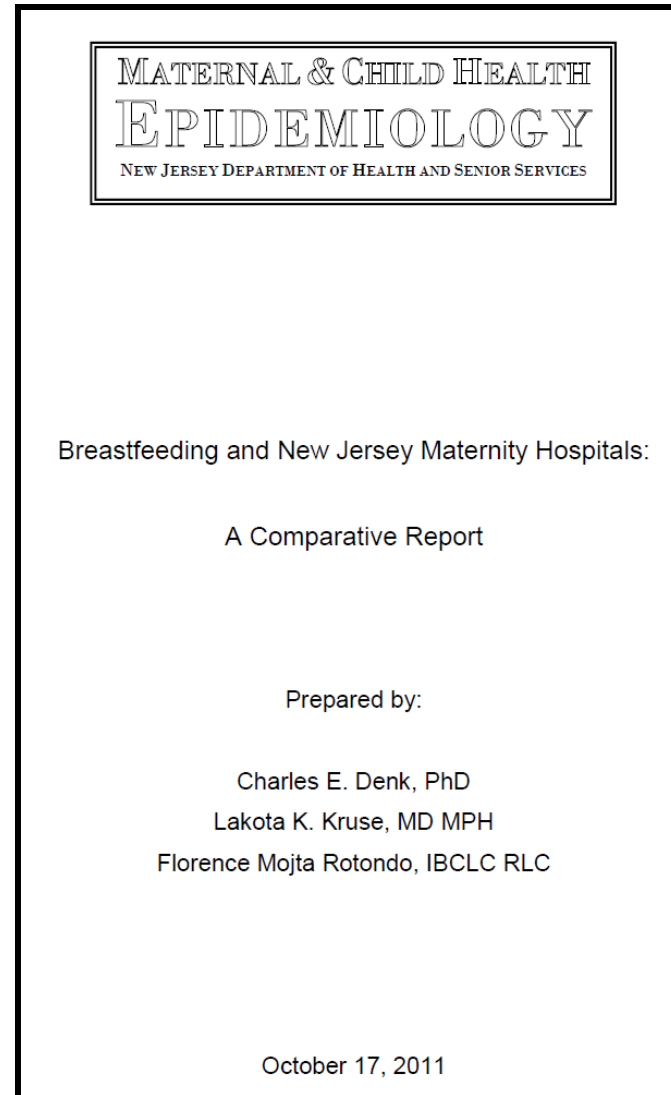 MATERNAL & CHILD HEALTH
EPIDEMIOLOGY
NEW JERSEY DEPARTMENT OF HEALTH AND SENIOR SERVICES
Breastfeeding and New Jersey Maternity Hospitals:
A Comparative Report
Prepared by:
Charles E. Denk, PhD
Lakota K. Kruse, MD MPH
Florence Mojta Rotondo, IBCLC RLC
October 17, 2011